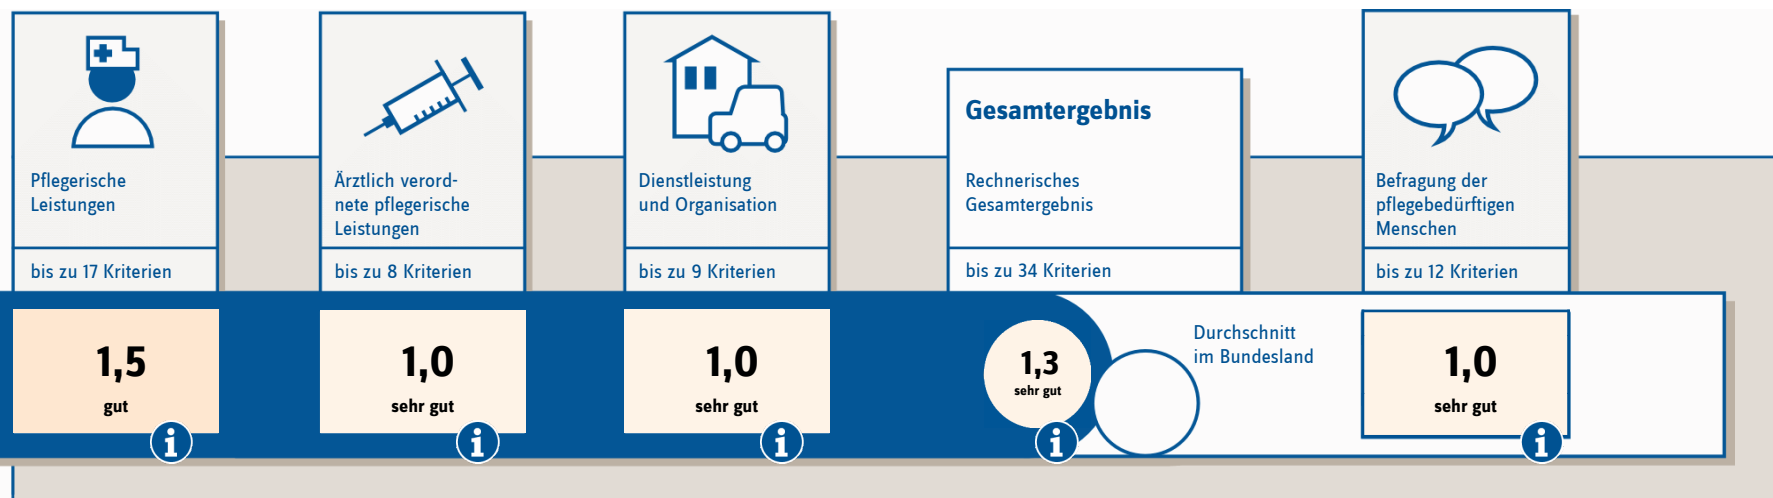 Pflegerische
Leistungen
bis zu 17 Kriterien
1,5
gut
i
Ärztlich verord-
nete pflegerische
Leistungen
bis zu 8 Kriterien
1,0
sehr gut
i
Dienstleistung
und Organisation
bis zu 9 Kriterien
1,0
sehr gut
i
Gesamtergebnis
Rechnerisches
Gesamtergebnis
bis zu 34 Kriterien
1,3
sehr gut
i
Durchschnitt
im Bundesland
Befragung der
pflegebedürftigen
Menschen
bis zu 12 Kriterien
1,0
sehr gut
i